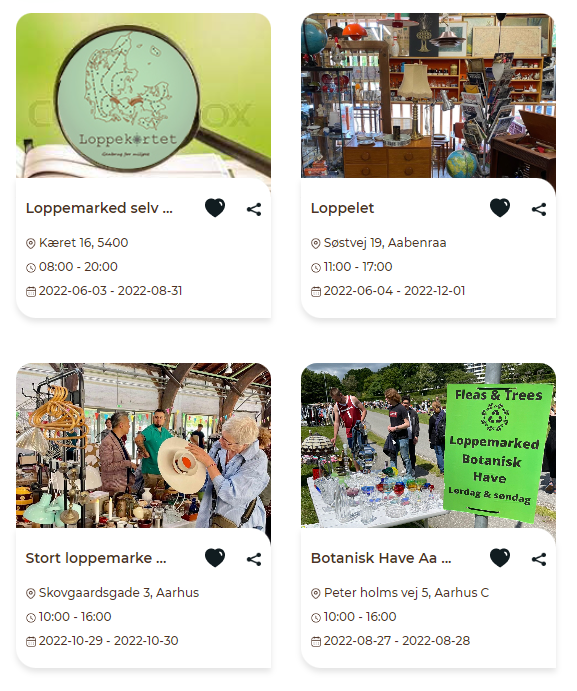 Loppekortet
Loppemarked selv ...
Kæret 16, 5400
08:00 - 20:00
2022-06-03 - 2022-08-31
Loppelet
Søstvej 19, Aabenraa
11:00 - 17:00
2022-06-04 - 2022-12-01
Stort loppemarke ...
Skovgaardsgade 3, Aarhus
10:00 - 16:00
2022-10-29 - 2022-10-30
Fleas & Trees
Loppemarked
Botanisk
Have
Lørdag & søndag
Botanisk Have Aa ...
Peter holms vej 5, Aarhus C
10:00 - 16:00
2022-08-27 - 2022-08-28